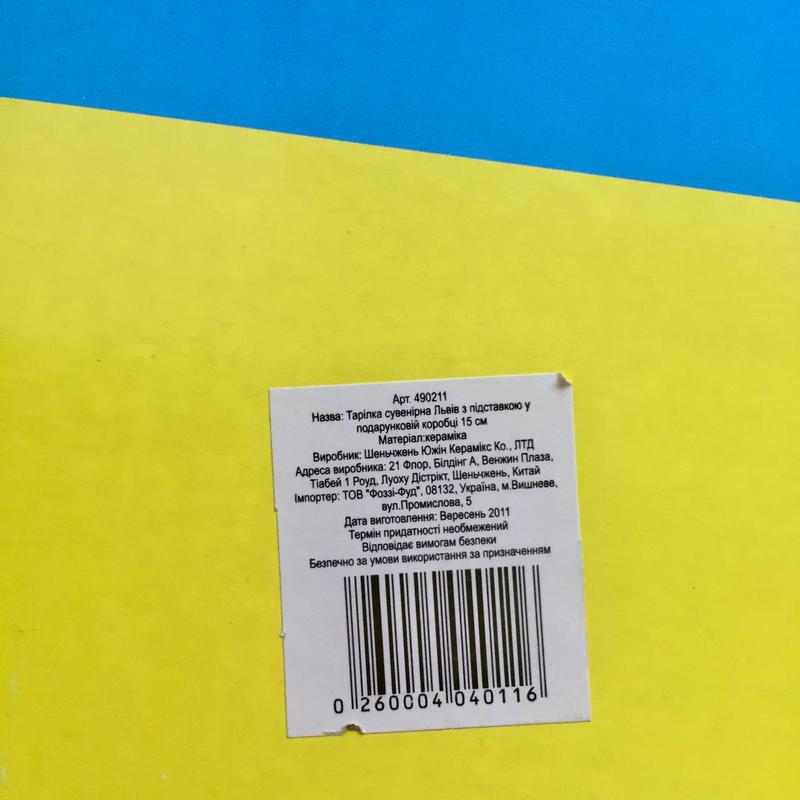 Арт. 490211
Назва: Тарілка сувенірна Львів з підставкою у
подарунковій коробці 15 см
Матеріал:кераміка
Виробник: Шеньчжень Южін Керамікс Ко., ЛТД
Адреса виробника: 21 Флор, Білдінг А, Венжин Плаза,
Тіабей 1 Роуд, Луоху Дістрікт, Шеньчжень, Китай
Імпортер: ТОВ "Фоззі-Фуд", 08132, Україна, м.Вишневе,
вул.Промислова, 5
Дата виготовлення: Вересень 2011
Термін придатності необмежений
Відповідає вимогам безпеки
Безпечно за умови використання за призначенням
0 260004 040116